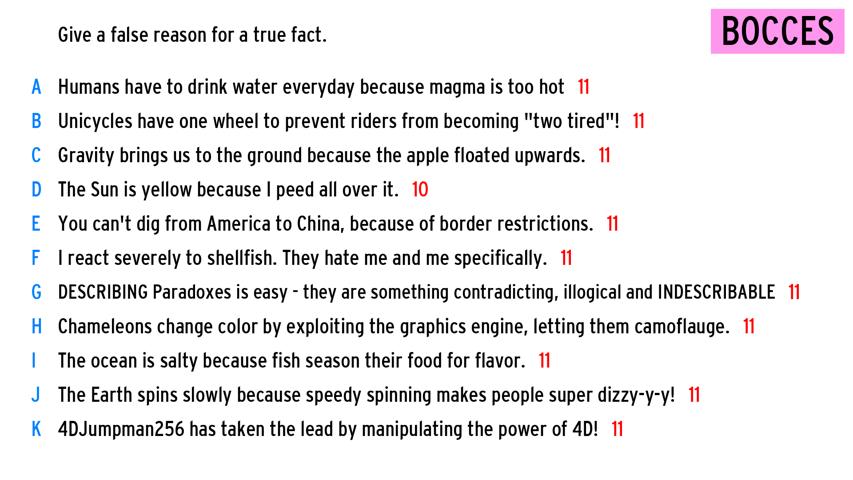 Give a false reason for a true fact.
BOCCES
A Humans have to drink water everyday because magma is too hot 11
B Unicycles have one wheel to prevent riders from becoming "two tired"! 11
C Gravity brings us to the ground because the apple floated upwards. 11
D The Sun is yellow because I peed all over it. 10
E You can't dig from America to China, because of border restrictions. 11
F I react severely to shellfish. They hate me and me specifically. 11
G DESCRIBING Paradoxes is easy - they are something contradicting, illogical and INDESCRIBABLE 11
H Chameleons change color by exploiting the graphics engine, letting them camoflauge. 11
I The ocean is salty because fish season their food for flavor. 11
J The Earth spins slowly because speedy spinning makes people super dizzy-y-y! 11
K 4DJumpman256 has taken the lead by manipulating the power of 4D! 11